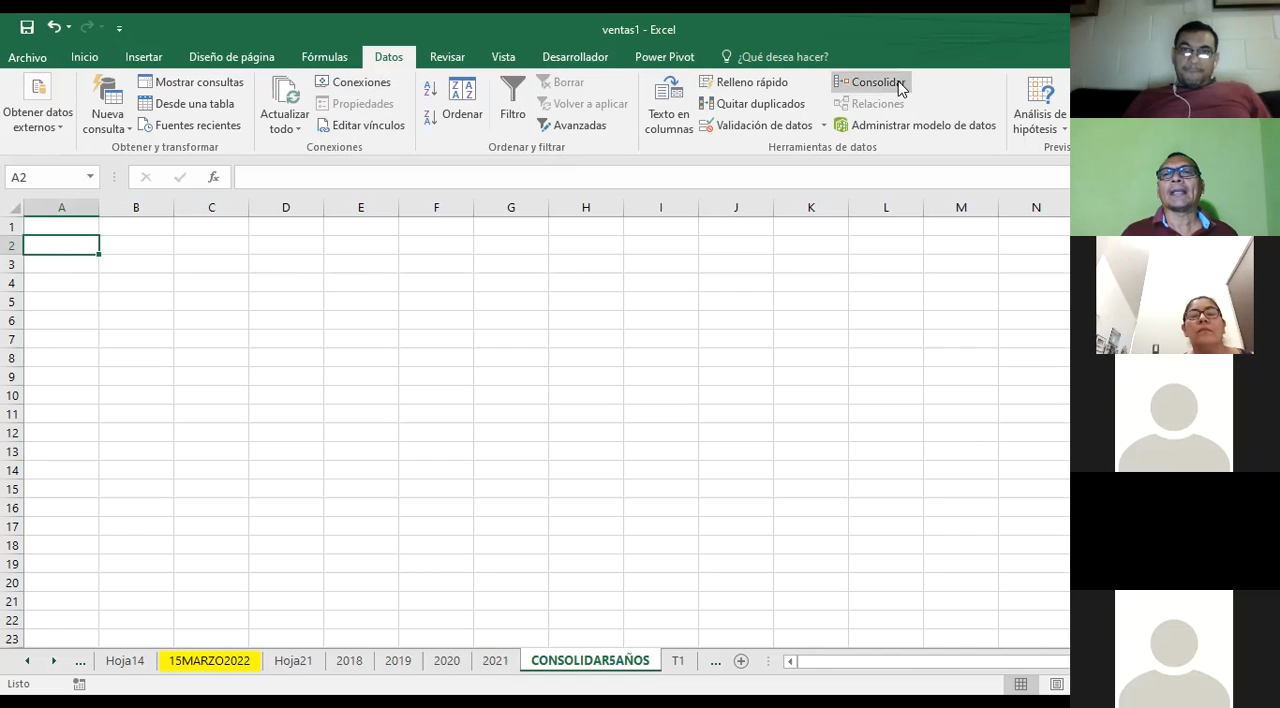 ventas1 - Excel
Archivo Inicio Insertar Diseño de página Fórmulas Datos Revisar Vista Desarrollador Power Pivot ¿Qué desea hacer?
Obtener datos externos
Nueva consulta
Mostrar consultas
Desde una tabla
Fuentes recientes
Obtener y transformar
Actualizar todo
Conexiones
Propiedades
Editar vínculos
Conexiones
Ordenar
Filtro
Borrar
Volver a aplicar
Avanzadas
Ordenar y filtrar
Texto en columnas
Relleno rápido
Quitar duplicados
Validación de datos
Consolidar
Relaciones
Administrar modelo de datos
Herramientas de datos
Análisis de hipótesis
Previs
A2 fx
A B C D E F G H I J K L M N
1
2
3
4
5
6
7
8
9
10
11
12
13
14
15
16
17
18
19
20
21
22
23
... Hoja14 15MARZO2022 Hoja21 2018 2019 2020 2021 CONSOLIDAR5AÑOS T1 ...
Listo